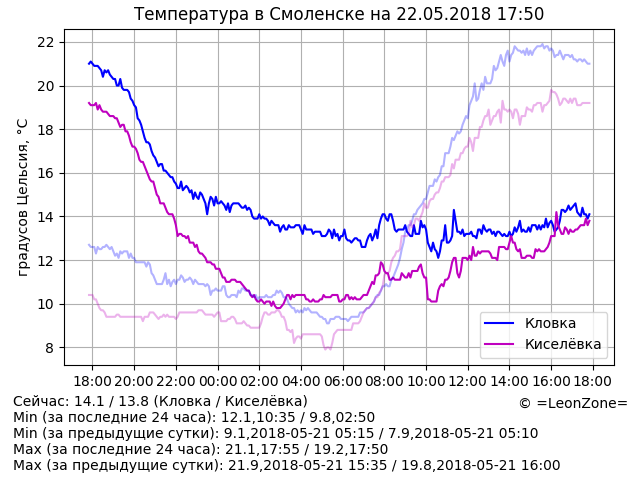 Температура в Смоленске на 22.05.2018 17:50
градусов Цельсия, °C
22
20
18
16
14
12
10
8
18:00 20:00 22:00 00:00 02:00 04:00 06:00 08:00 10:00 12:00 14:00 16:00 18:00
Кловка
Киселёвка
© =LeonZone=
Сейчас: 14.1 / 13.8 (Кловка / Киселёвка)
Min (за последние 24 часа): 12.1,10:35 / 9.8,02:50
Min (за предыдущие сутки): 9.1,2018-05-21 05:15 / 7.9,2018-05-21 05:10
Max (за последние 24 часа): 21.1,17:55 / 19.2,17:50
Max (за предыдущие сутки): 21.9,2018-05-21 15:35 / 19.8,2018-05-21 16:00